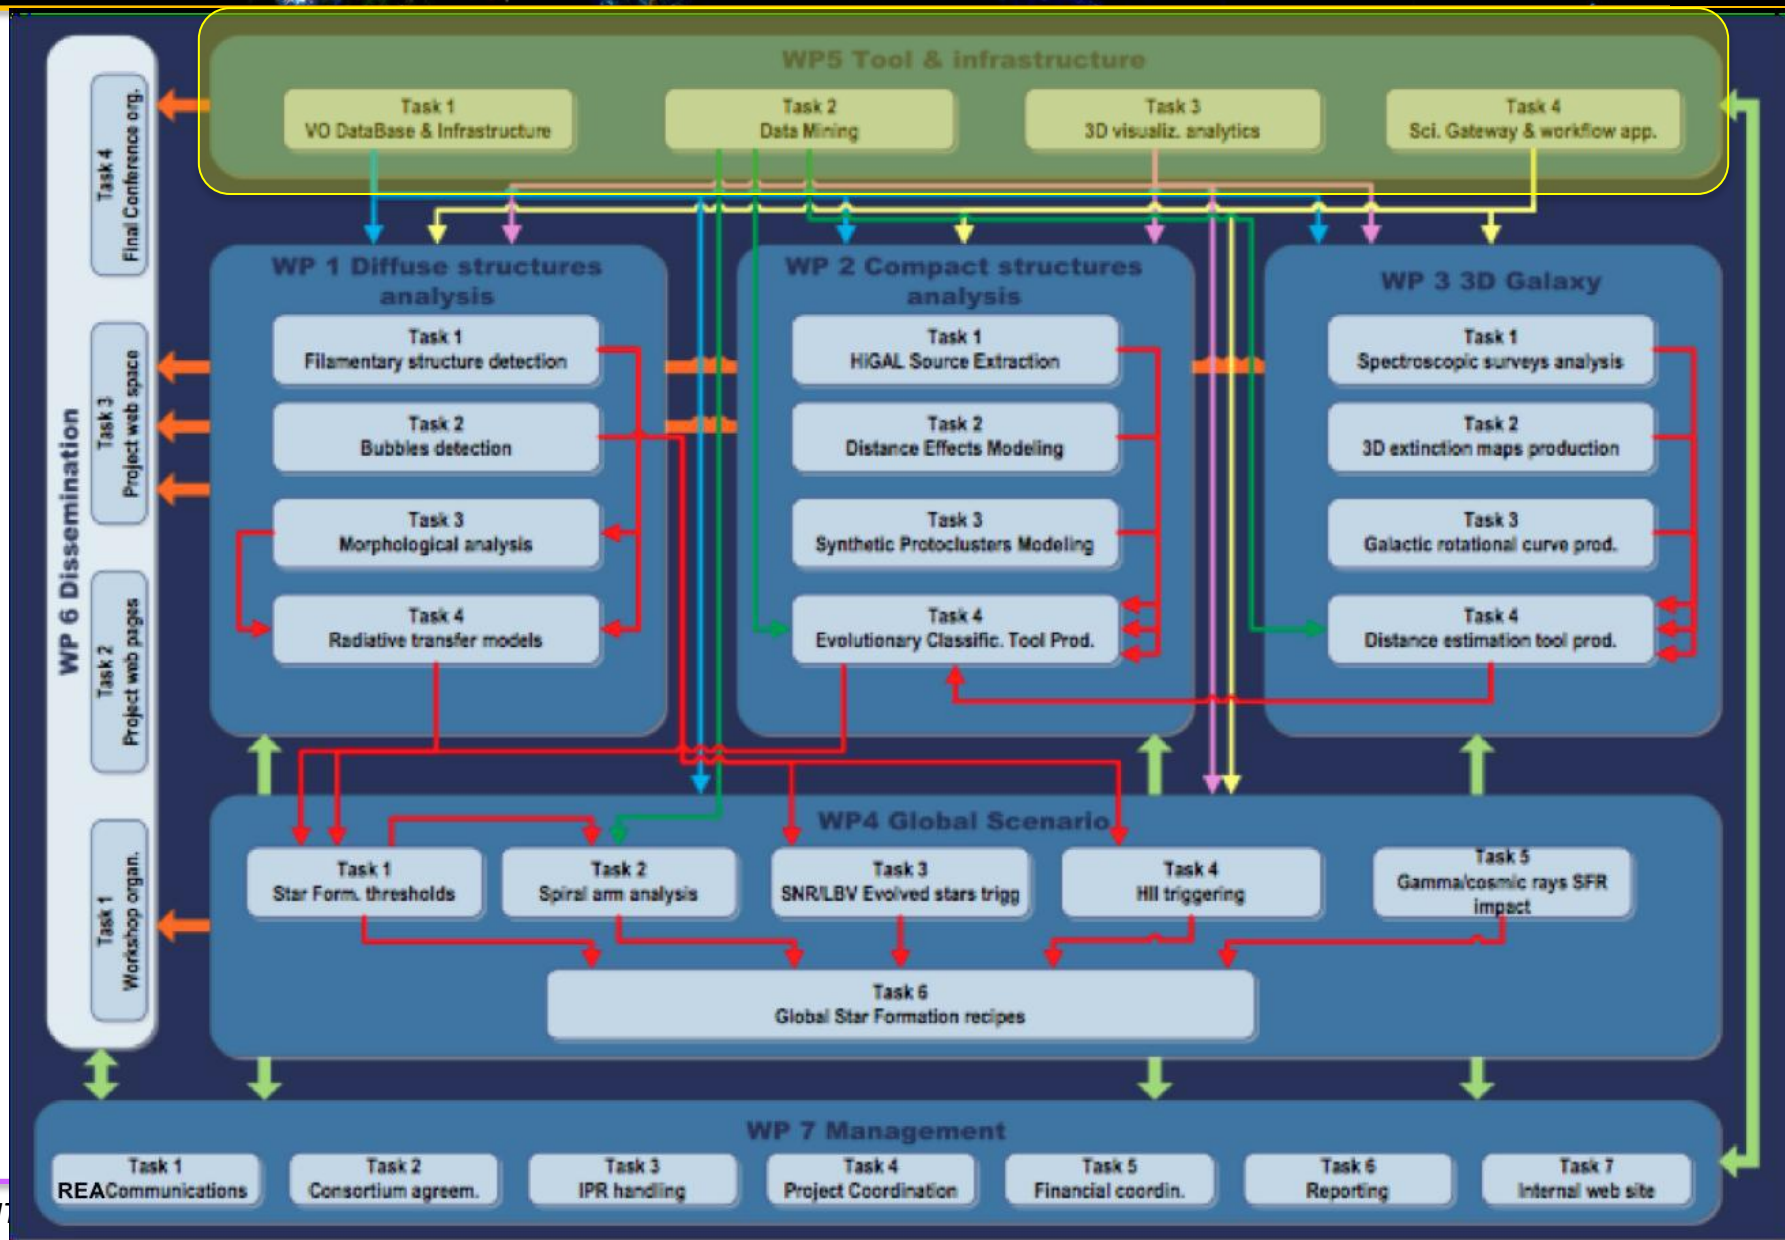 WP5 Tool & infrastructure
Task 1
VO DataBase & Infrastructure
Task 2
Data Mining
Task 3
3D visualiz. analytics
Task 4
Sci. Gateway & workflow app.
WP 6 Dissemination
Task 4
Final Conference org.
Task 3
Project web space
Task 2
Project web pages
Task 1
Workshop organ.
WP 1 Diffuse structures
analysis
Task 1
Filamentary structure detection
Task 2
Bubbles detection
Task 3
Morphological analysis
Task 4
Radiative transfer models
WP 2 Compact structures
analysis
Task 1
HiGAL Source Extraction
Task 2
Distance Effects Modeling
Task 3
Synthetic Protoclusters Modeling
Task 4
Evolutionary Classific. Tool Prod.
WP 3 3D Galaxy
Task 1
Spectroscopic surveys analysis
Task 2
3D extinction maps production
Task 3
Galactic rotational curve prod.
Task 4
Distance estimation tool prod.
WP4 Global Scenario
Task 1
Star Form. thresholds
Task 2
Spiral arm analysis
Task 3
SNR/LBV Evolved stars trigg
Task 4
HII triggering
Task 5
Gamma/cosmic rays SFR
impact
Task 6
Global Star Formation recipes
WP 7 Management
Task 1
REACommunications
Task 2
Consortium agreem.
Task 3
IPR handling
Task 4
Project Coordination
Task 5
Financial coordin.
Task 6
Reporting
Task 7
Internal web site